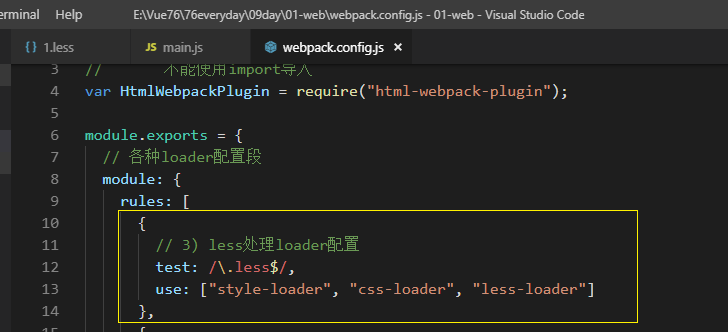 erminal Help E:\Vue76\76everyday\09day\01-web\webpack.config.js - 01-web - Visual Studio Code
{ } 1.less JS main.js webpack.config.js ×
3 // 不能使用import导入
4 var HtmlWebpackPlugin = require("html-webpack-plugin");
5
6 module.exports = {
7 // 各种loader配置段
8 module: {
9 rules: [
10 {
11 // 3) less处理loader配置
12 test: /\.less$/,
13 use: ["style-loader", "css-loader", "less-loader"]
14 },
{